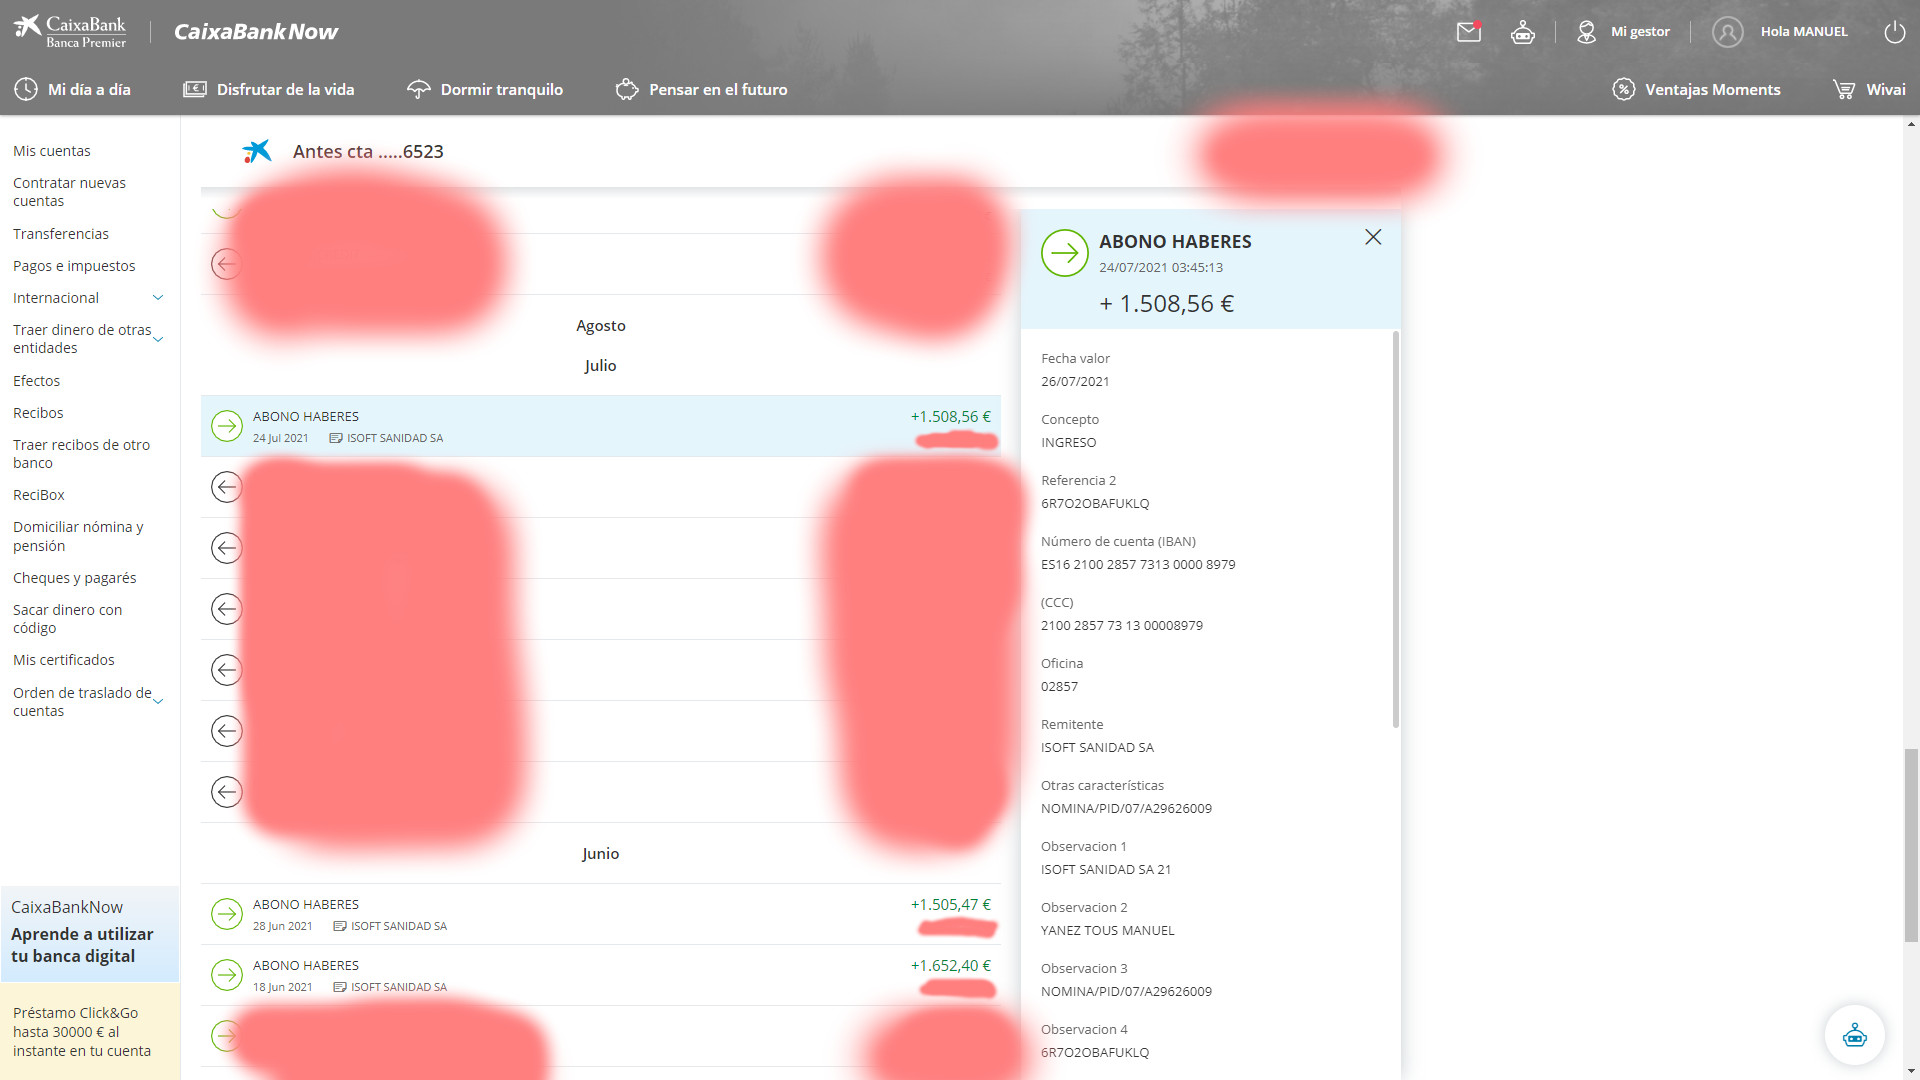 CaixaBank
Banca Premier
CaixaBankNow
Mi gestor
Hola MANUEL
Mi día a día
Disfrutar de la vida
Dormir tranquilo
Pensar en el futuro
Ventajas Moments
Wivai
Mis cuentas
Contratar nuevas
cuentas
Transferencias
Pagos e impuestos
Internacional
Traer dinero de otras
entidades
Efectos
Recibos
Traer recibos de otro
banco
ReciBox
Domiciliar nómina y
pensión
Cheques y pagarés
Sacar dinero con
código
Mis certificados
Orden de traslado de
cuentas
CaixaBankNow
Aprende a utilizar
tu banca digital
Préstamo Click&Go
hasta 30000 € al
instante en tu cuenta
Antes cta .....6523
Agosto
Julio
ABONO HABERES
+1.508,56 €
24 Jul 2021
ISOFT SANIDAD SA
Junio
ABONO HABERES
+1.505,47 €
28 Jun 2021
ISOFT SANIDAD SA
ABONO HABERES
+1.652,40 €
18 Jun 2021
ISOFT SANIDAD SA
ABONO HABERES
24/07/2021 03:45:13
+ 1.508,56 €
Fecha valor
26/07/2021
Concepto
INGRESO
Referencia 2
6R7O2OBAFUKLQ
Número de cuenta (IBAN)
ES16 2100 2857 7313 0000 8979
(CCC)
2100 2857 73 13 00008979
Oficina
02857
Remitente
ISOFT SANIDAD SA
Otras características
NOMINA/PID/07/A29626009
Observacion 1
ISOFT SANIDAD SA 21
Observacion 2
YANEZ TOUS MANUEL
Observacion 3
NOMINA/PID/07/A29626009
Observacion 4
6R7O2OBAFUKLQ